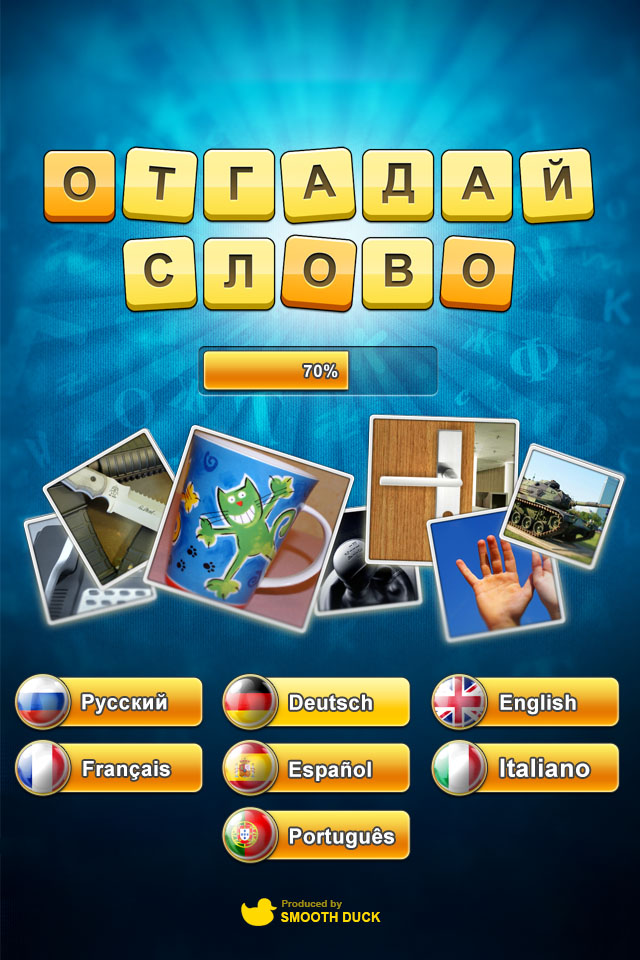 ОТГАДАЙ
СЛОВО
70%
Русский
Deutsch
English
Français
Español
Italiano
Português
Produced by
SMOOTH DUCK